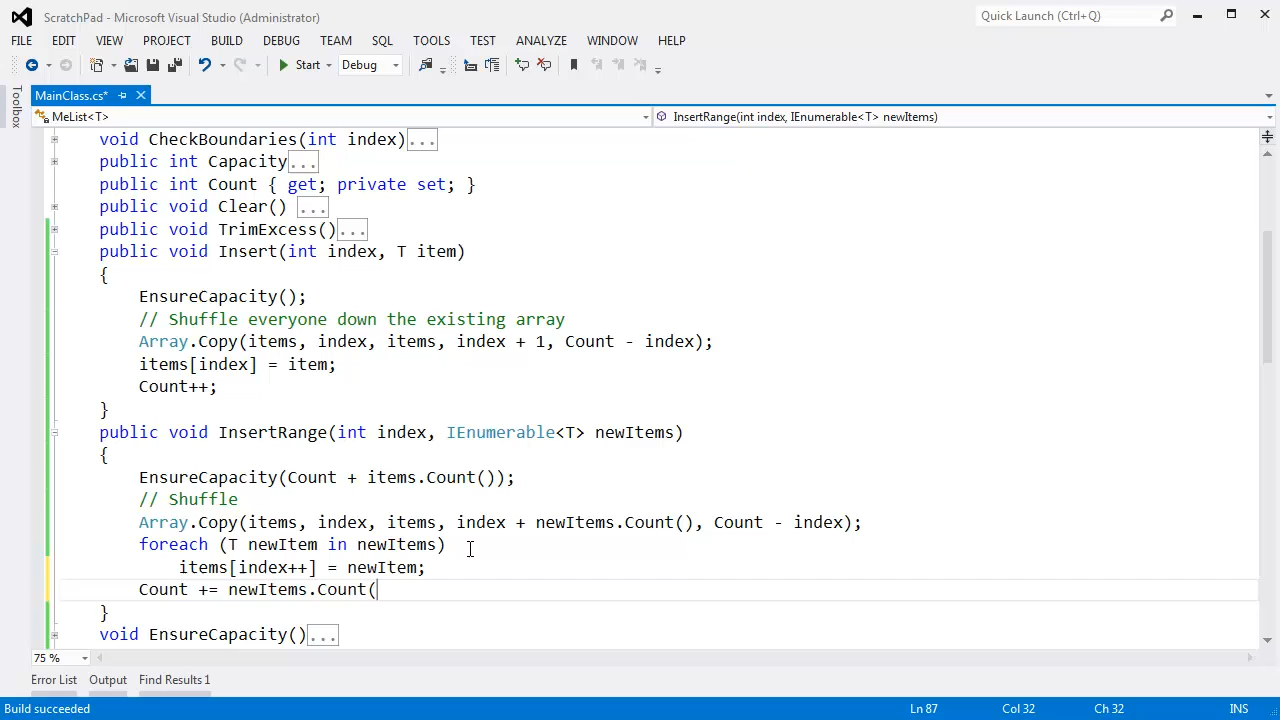 ScratchPad - Microsoft Visual Studio (Administrator)
Quick Launch (Ctrl+Q)
FILE EDIT VIEW PROJECT BUILD DEBUG TEAM SQL TOOLS TEST ANALYZE WINDOW HELP
Start Debug
Toolbox
MainClass.cs*
MeList<T> InsertRange(int index, IEnumerable<T> newItems)
void CheckBoundaries(int index)...
public int Capacity...
public int Count { get; private set; }
public void Clear() ...
public void TrimExcess()...
public void Insert(int index, T item)
{
EnsureCapacity();
// Shuffle everyone down the existing array
Array.Copy(items, index, items, index + 1, Count - index);
items[index] = item;
Count++;
}
public void InsertRange(int index, IEnumerable<T> newItems)
{
EnsureCapacity(Count + items.Count());
// Shuffle
Array.Copy(items, index, items, index + newItems.Count(), Count - index);
foreach (T newItem in newItems)
items[index++] = newItem;
Count += newItems.Count(
}
void EnsureCapacity()...
75 %
Error List Output Find Results 1
Build succeeded Ln 87 Col 32 Ch 32 INS